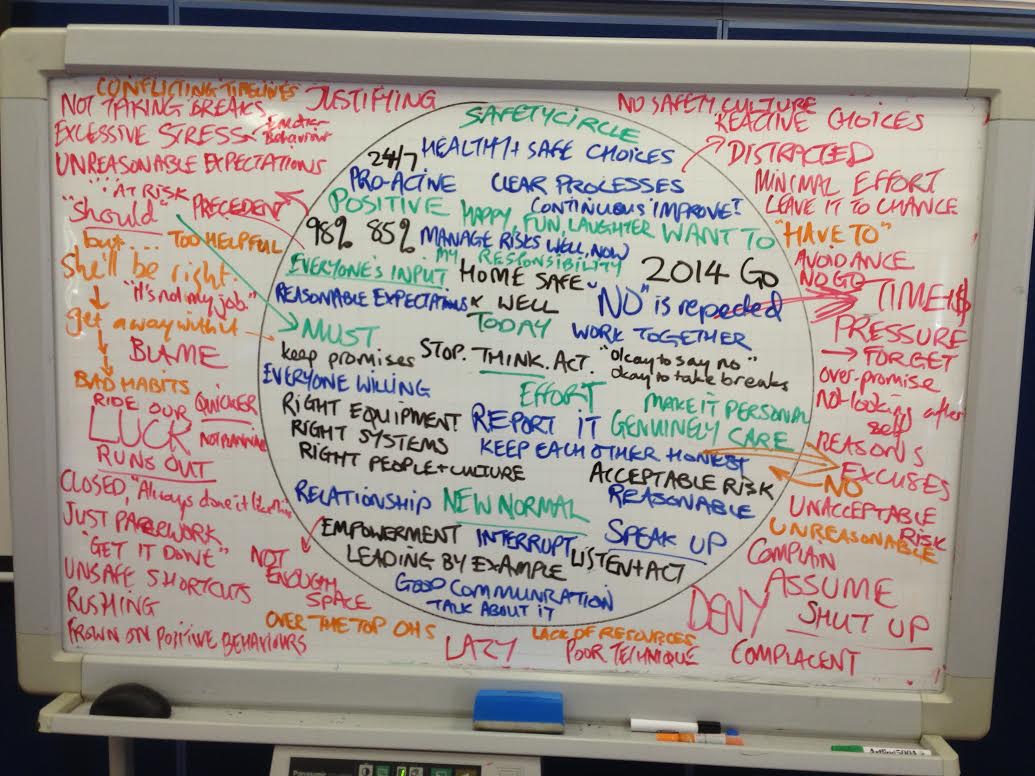 CONFLICTING TIMELINES
NOT TAKING BREAKS
JUSTIFYING
EXCESSIVE STRESS
Behaviour
UNREASONABLE EXPECTATIONS
AT RISK
"Should"
PRECEDENT
but...
TOO HELPFUL
She'll be right.
"it's not my job"
get away with it
BLAME
BAD HABITS
RIDE OUR
LUCK
RUNS OUT
QUICKER
NOT PLANNING
CLOSED, "Always done it like this"
JUST PAPERWORK
"GET IT DONE"
UNSAFE SHORTCUTS
NOT
ENOUGH
SPACE
RUSHING
FROWN ON POSITIVE BEHAVIOURS
OVER THE TOP OHS
LAZY
SAFETY CIRCLE
24/7
HEALTHY + SAFE CHOICES
PRO-ACTIVE
CLEAR PROCESSES
POSITIVE
CONTINUOUS IMPROVE!
HAPPY, FUN, LAUGHTER
WANT TO
98% 85%
MANAGE RISKS WELL, NOW
MY RESPONSIBILITY
EVERYONE'S INPUT
HOME SAFE
& WELL
2014 GO
REASONABLE EXPECTATIONS
"NO" is repeated
TODAY
WORK TOGETHER
MUST
keep promises
STOP. THINK. ACT.
"Okay to say no"
okay to take breaks
EVERYONE WILLING
EFFORT
MAKE IT PERSONAL
RIGHT EQUIPMENT
REPORT IT
GENUINELY CARE
RIGHT SYSTEMS
KEEP EACH OTHER HONEST
RIGHT PEOPLE + CULTURE
ACCEPTABLE RISK
RELATIONSHIP
NEW NORMAL
REASONABLE
EMPOWERMENT
INTERRUPT
SPEAK UP
LEADING BY EXAMPLE
LISTEN + ACT
GOOD COMMUNRATION
TALK ABOUT IT
NO SAFETY CULTURE
REACTIVE CHOICES
DISTRACTED
MINIMAL EFFORT
LEAVE IT TO CHANCE
"HAVE TO"
AVOIDANCE
NO GO
TIME+$
PRESSURE
FORGET
over-promise
not looking after
self
REASONS
EXCUSES
NO
UNACCEPTABLE
RISK
UNREASONABLE
COMPLAIN
ASSUME
DENY
SHUT UP
LACK OF RESOURCES
POOR TECHNIQUE
COMPLACENT
Panasonic